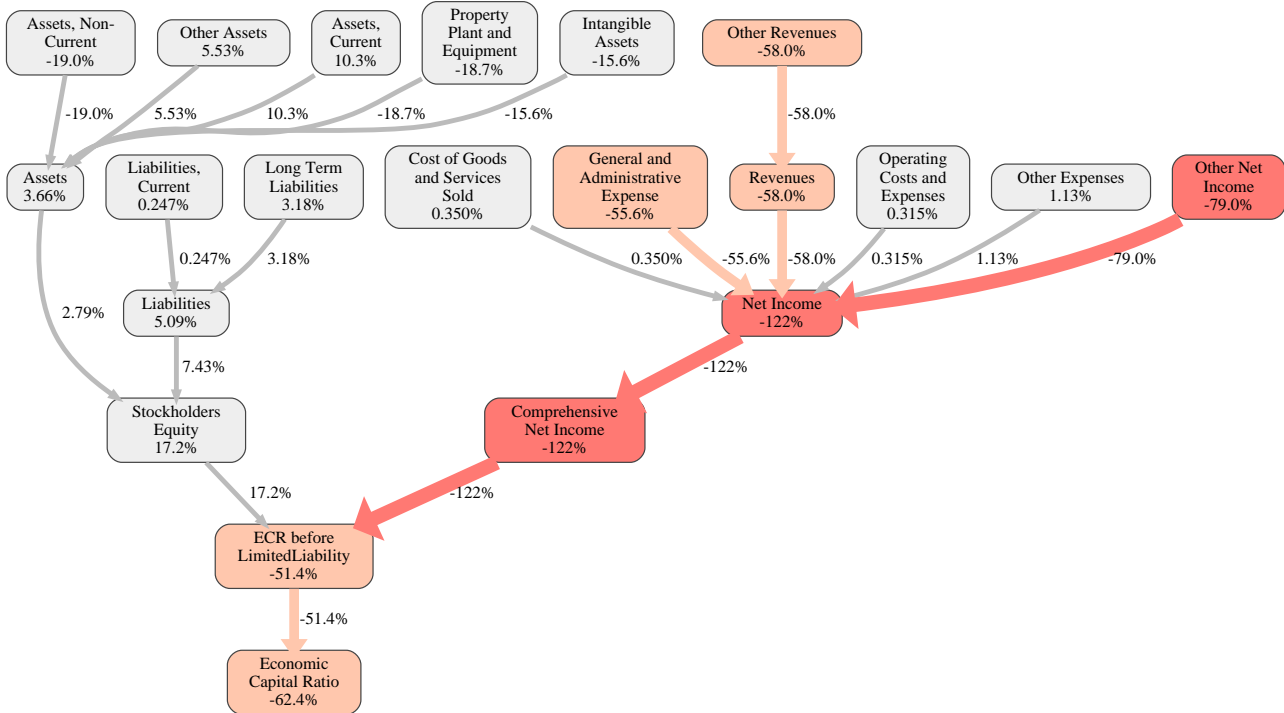 Assets, Non-
Current
-19.0%
Other Assets
5.53%
Assets,
Current
10.3%
Property
Plant and
Equipment
-18.7%
Intangible
Assets
-15.6%
Other Revenues
-58.0%
-19.0%
5.53%
10.3%
-18.7%
-15.6%
-58.0%
Assets
3.66%
Liabilities,
Current
0.247%
Long Term
Liabilities
3.18%
Cost of Goods
and Services
Sold
0.350%
General and
Administrative
Expense
-55.6%
Revenues
-58.0%
Operating
Costs and
Expenses
0.315%
Other Expenses
1.13%
Other Net
Income
-79.0%
0.247%
3.18%
0.350%
-55.6%
-58.0%
0.315%
1.13%
-79.0%
2.79%
Liabilities
5.09%
Net Income
-122%
7.43%
-122%
Stockholders
Equity
17.2%
Comprehensive
Net Income
-122%
17.2%
-122%
ECR before
LimitedLiability
-51.4%
-51.4%
Economic
Capital Ratio
-62.4%